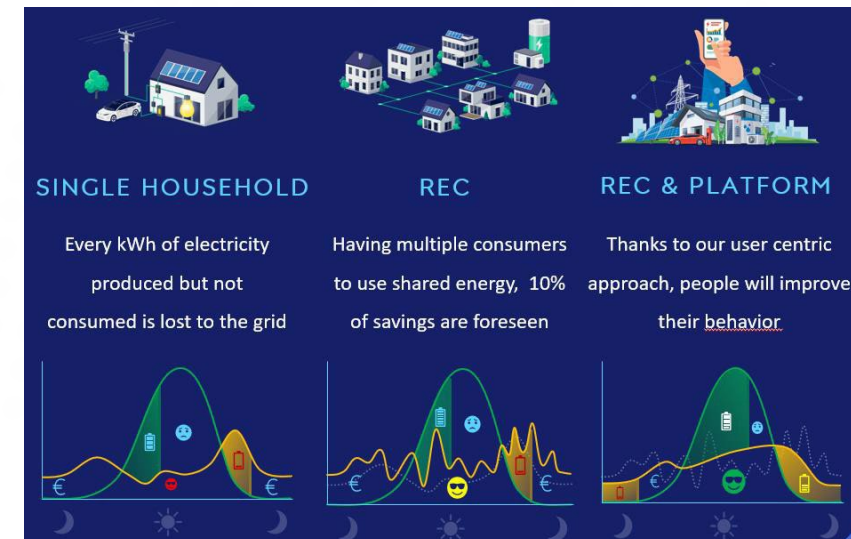 SINGLE HOUSEHOLD
Every kWh of electricity
produced but not
consumed is lost to the grid
€
€
REC
Having multiple consumers
to use shared energy, 10%
of savings are foreseen
€
€
REC & PLATFORM
Thanks to our user centric
approach, people will improve
their behavior
€